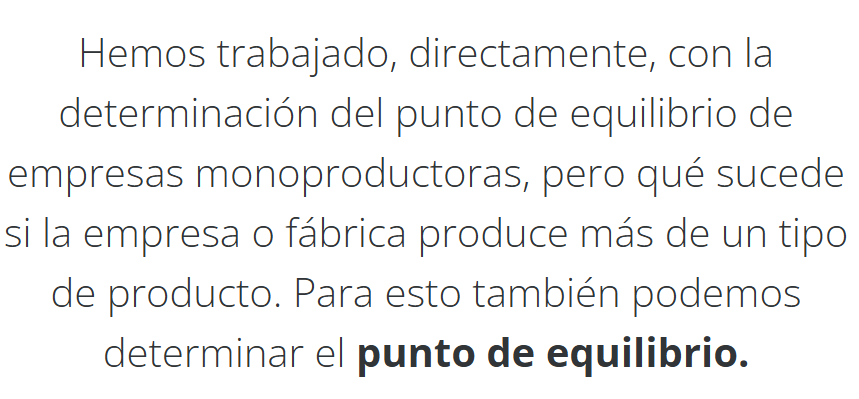 Hemos trabajado, directamente, con la
determinación del punto de equilibrio de
empresas monoproductoras, pero qué sucede
si la empresa o fábrica produce más de un tipo
de producto. Para esto también podemos
determinar el punto de equilibrio.